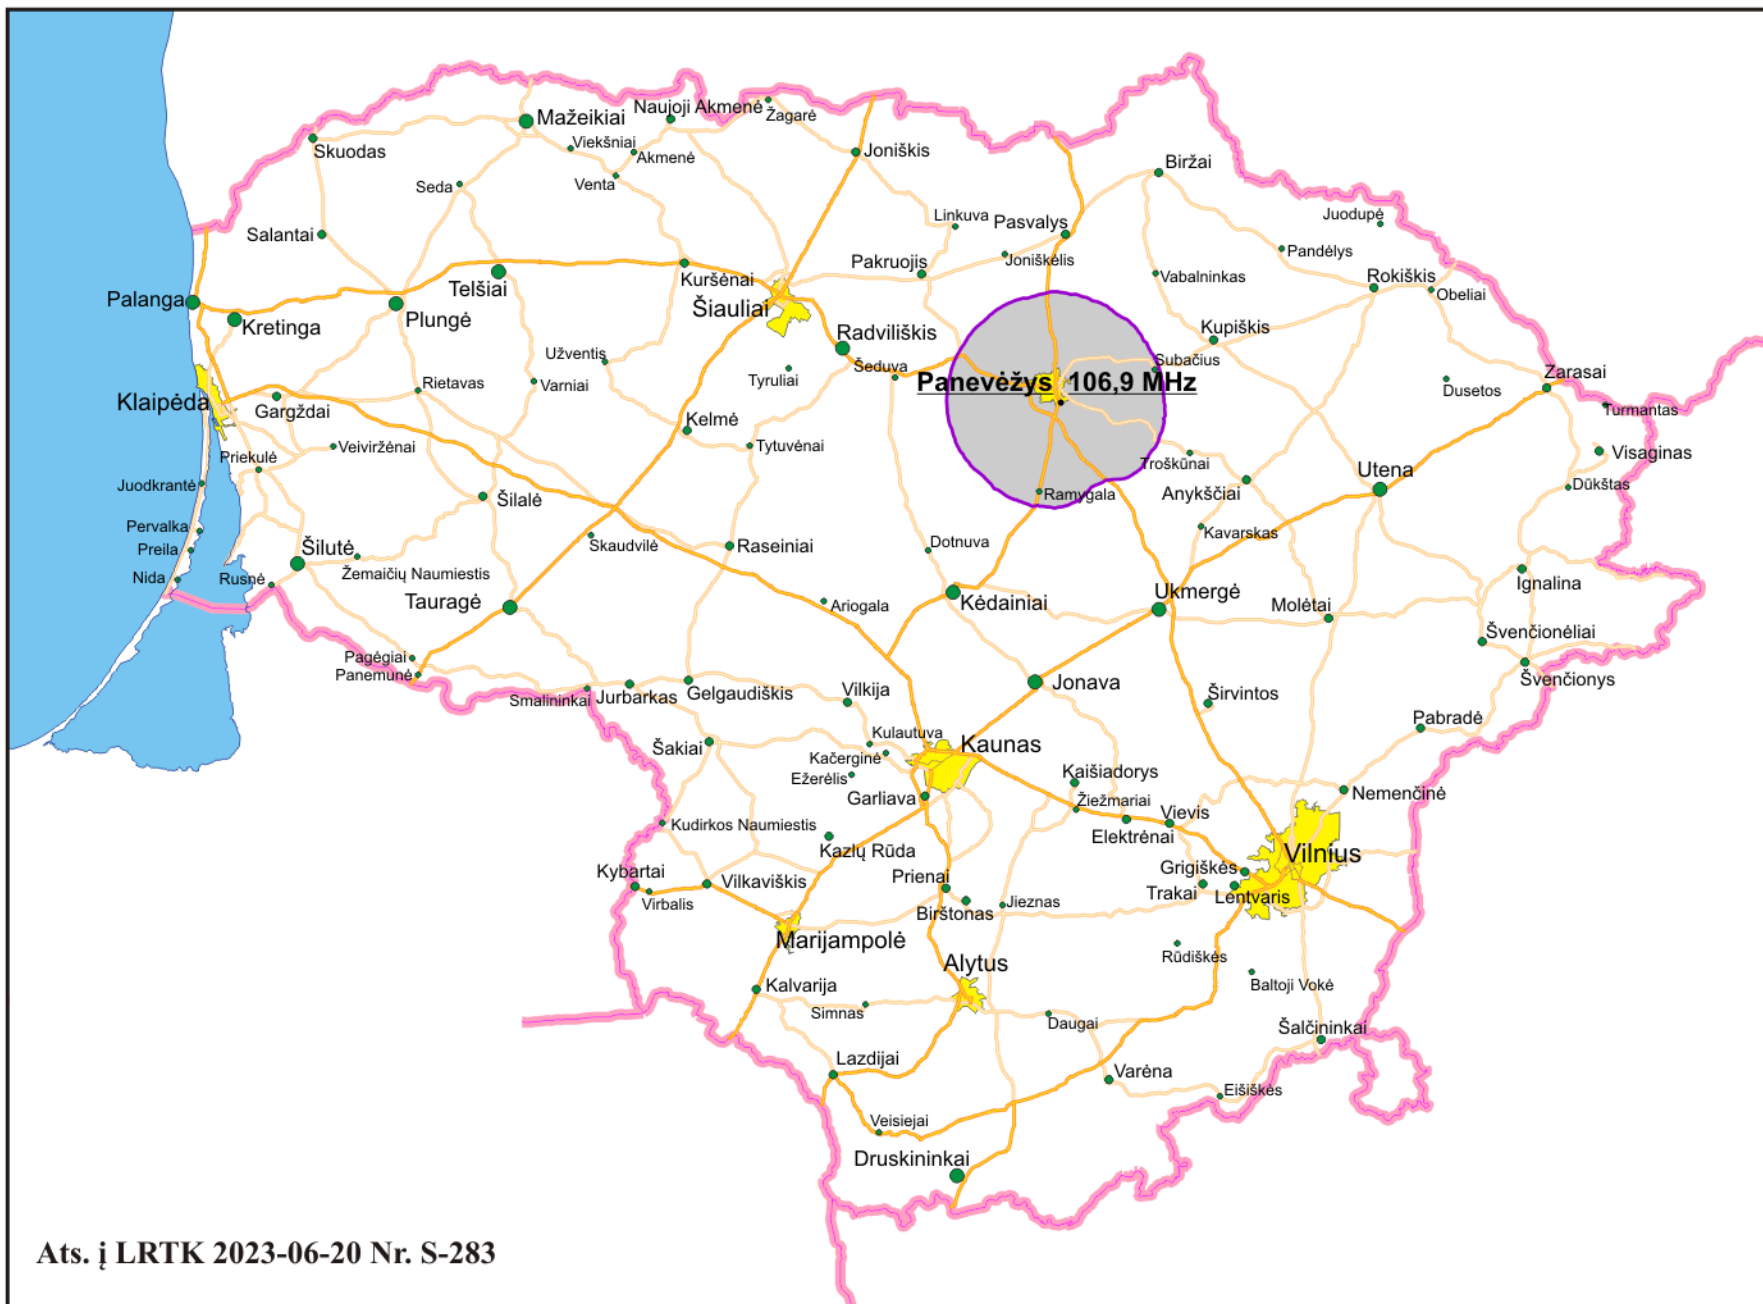 Naujoji Akmenė
Žagarė
Mažeikiai
Skuodas
Viekšniai
Akmenė
Joniškis
Venta
Seda
Biržai
Juodupė
Linkuva
Pasvalys
Salantai
Pandėlys
Joniškėlis
Pakruojis
Vabalninkas
Rokiškis
Obeliai
Kuršėnai
Telšiai
Palanga
Šiauliai
Plungė
Kretinga
Kupiškis
Radviliškis
Užventis
Subačius
Šeduva
Tyruliai
Zarasai
Panevėžys 106,9 MHz
Rietavas
Varniai
Dusetos
Klaipėda
Gargždai
Turmantas
Kelmė
Veiviržėnai
Tytuvėnai
Visaginas
Priekulė
Troškūnai
Utena
Juodkrantė
Anykščiai
Dūkštas
Ramygala
Šilalė
Pervalka
Kavarskas
Preila
Šilutė
Skaudvilė
Raseiniai
Dotnuva
Žemaičių Naumiestis
Nida
Rusnė
Ignalina
Tauragė
Ariogala
Kėdainiai
Ukmergė
Molėtai
Švenčionėliai
Pagėgiai
Panemunė
Švenčionys
Smalininkai
Jurbarkas
Gelgaudiškis
Vilkija
Jonava
Širvintos
Pabradė
Kulautuva
Šakiai
Kaunas
Kačerginė
Ežerėlis
Kaišiadorys
Garliava
Žiežmariai
Nemenčinė
Vievis
Kudirkos Naumiestis
Elektrėnai
Kazlų Rūda
Vilnius
Grigiškės
Kybartai
Vilkaviškis
Prienai
Trakai
Lentvaris
Virbalis
Birštonas
Jieznas
Marijampolė
Rūdiškės
Alytus
Kalvarija
Baltoji Vokė
Simnas
Daugai
Šalčininkai
Lazdijai
Varėna
Eišiškės
Veisiejai
Druskininkai
Ats. į LRTK 2023-06-20 Nr. S-283